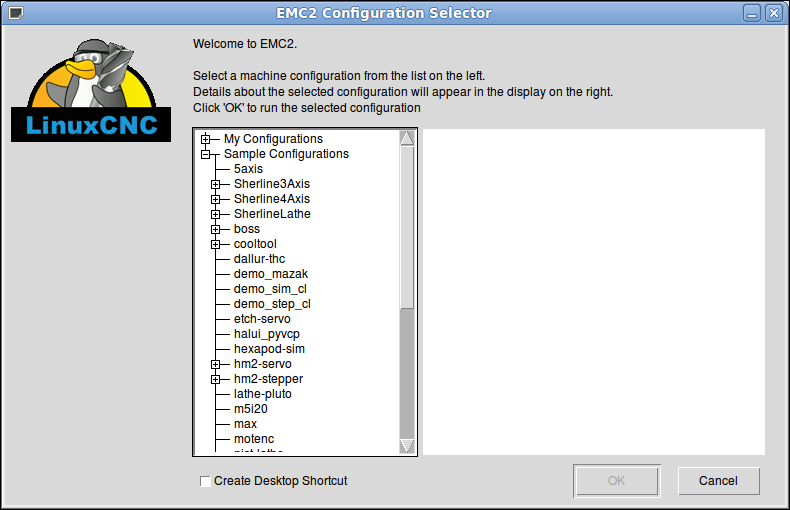 EMC2 Configuration Selector
LinuxCNC
Welcome to EMC2.
Select a machine configuration from the list on the left.
Details about the selected configuration will appear in the display on the right.
Click 'OK' to run the selected configuration
My Configurations
Sample Configurations
5axis
Sherline3Axis
Sherline4Axis
SherlineLathe
boss
cooltool
dallur-thc
demo_mazak
demo_sim_cl
demo_step_cl
etch-servo
halui_pyvcp
hexapod-sim
hm2-servo
hm2-stepper
lathe-pluto
m5i20
max
motenc
Create Desktop Shortcut
OK
Cancel